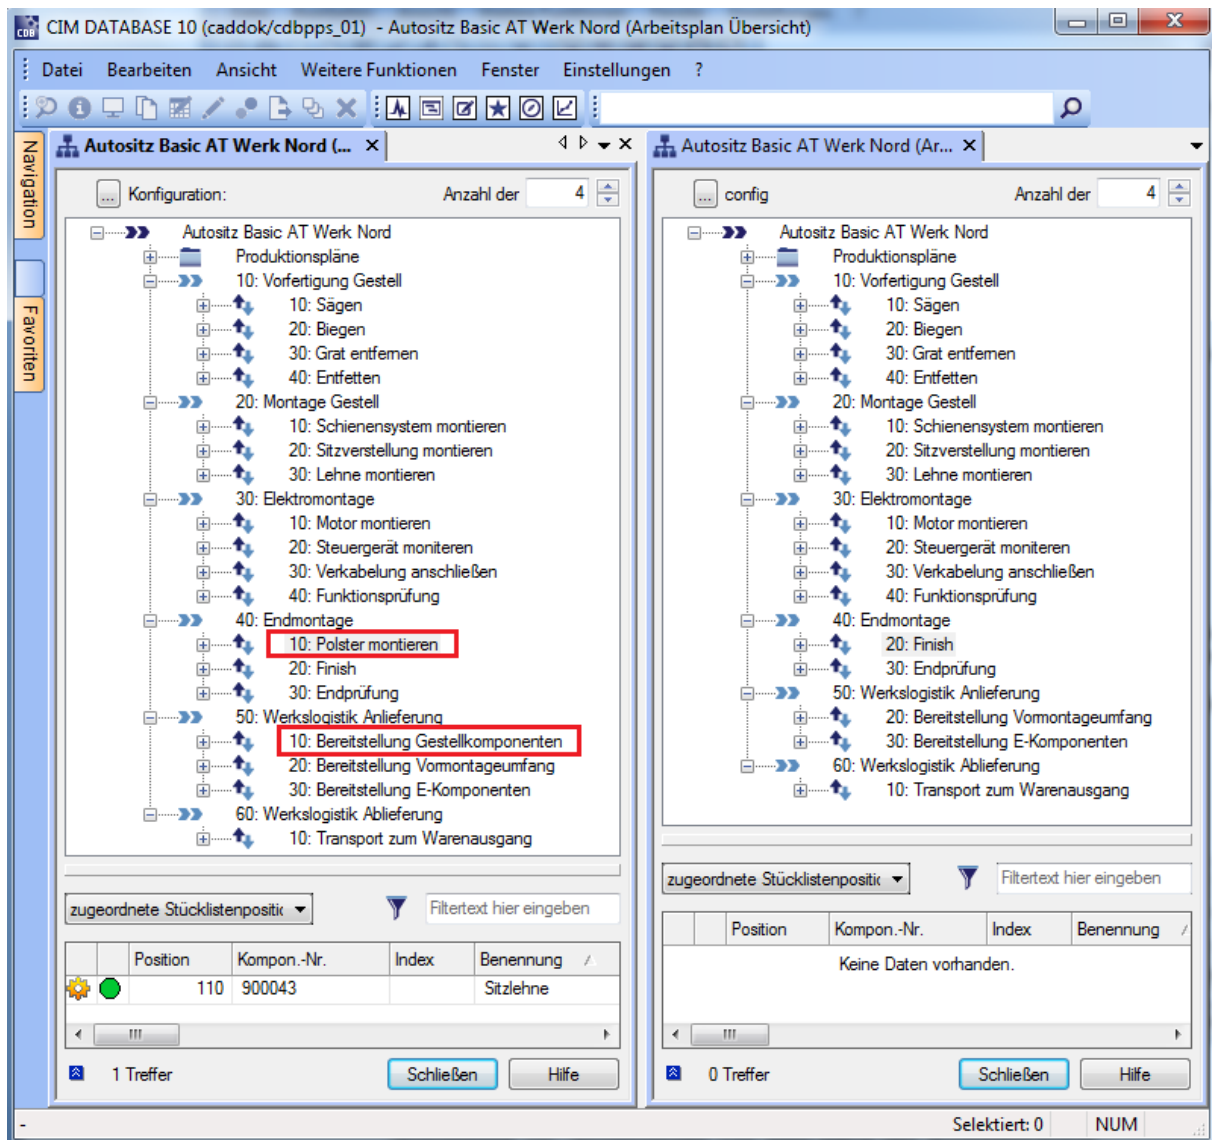 CIM DATABASE 10 (caddok/cdbpps_01) - Autositz Basic AT Werk Nord (Arbeitsplan Übersicht)
Datei Bearbeiten Ansicht Weitere Funktionen Fenster Einstellungen ?
Navigation
Favoriten
Autositz Basic AT Werk Nord (...
... Konfiguration: Anzahl der 4
Autositz Basic AT Werk Nord
Produktionspläne
10: Vorfertigung Gestell
10: Sägen
20: Biegen
30: Grat entfernen
40: Entfetten
20: Montage Gestell
10: Schienensystem montieren
20: Sitzverstellung montieren
30: Lehne montieren
30: Elektromontage
10: Motor montieren
20: Steuergerät moniteren
30: Verkabelung anschließen
40: Funktionsprüfung
40: Endmontage
10: Polster montieren
20: Finish
30: Endprüfung
50: Werkslogistik Anlieferung
10: Bereitstellung Gestellkomponenten
20: Bereitstellung Vormontageumfang
30: Bereitstellung E-Komponenten
60: Werkslogistik Ablieferung
10: Transport zum Warenausgang
zugeordnete Stücklistenpositic Filtertext hier eingeben
Position Kompon.-Nr. Index Benennung
110 900043 Sitzlehne
1 Treffer Schließen Hilfe
Autositz Basic AT Werk Nord (Ar...
... config Anzahl der 4
Autositz Basic AT Werk Nord
Produktionspläne
10: Vorfertigung Gestell
10: Sägen
20: Biegen
30: Grat entfernen
40: Entfetten
20: Montage Gestell
10: Schienensystem montieren
20: Sitzverstellung montieren
30: Lehne montieren
30: Elektromontage
10: Motor montieren
20: Steuergerät moniteren
30: Verkabelung anschließen
40: Funktionsprüfung
40: Endmontage
20: Finish
30: Endprüfung
50: Werkslogistik Anlieferung
20: Bereitstellung Vormontageumfang
30: Bereitstellung E-Komponenten
60: Werkslogistik Ablieferung
10: Transport zum Warenausgang
zugeordnete Stücklistenpositic Filtertext hier eingeben
Position Kompon.-Nr. Index Benennung
Keine Daten vorhanden.
0 Treffer Schließen Hilfe
- Selektiert: 0 NUM